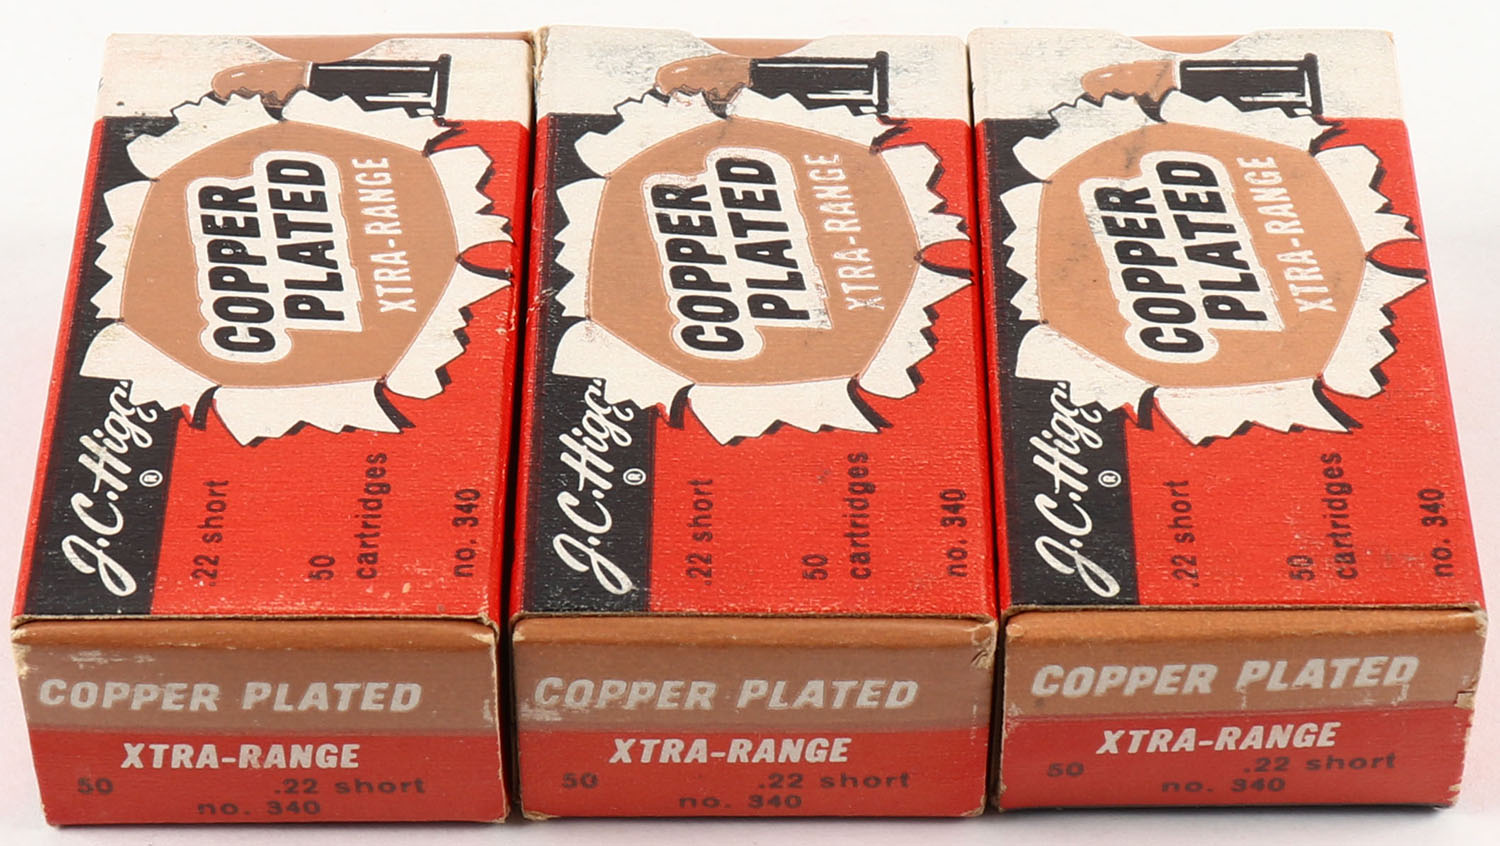 COPPER
PLATED
XTRA-RANGE
J.C. Higg
®
.22 short
50
cartridges
no. 340
COPPER PLATED
XTRA-RANGE
50 .22 short
no. 340
COPPER
PLATED
XTRA-RANGE
J.C. Higg
®
.22 short
50
cartridges
no. 340
COPPER PLATED
XTRA-RANGE
50 .22 short
no. 340
COPPER
PLATED
XTRA-RANGE
J.C. Higg
®
.22 short
50
cartridges
no. 340
COPPER PLATED
XTRA-RANGE
50 .22 short
no. 340